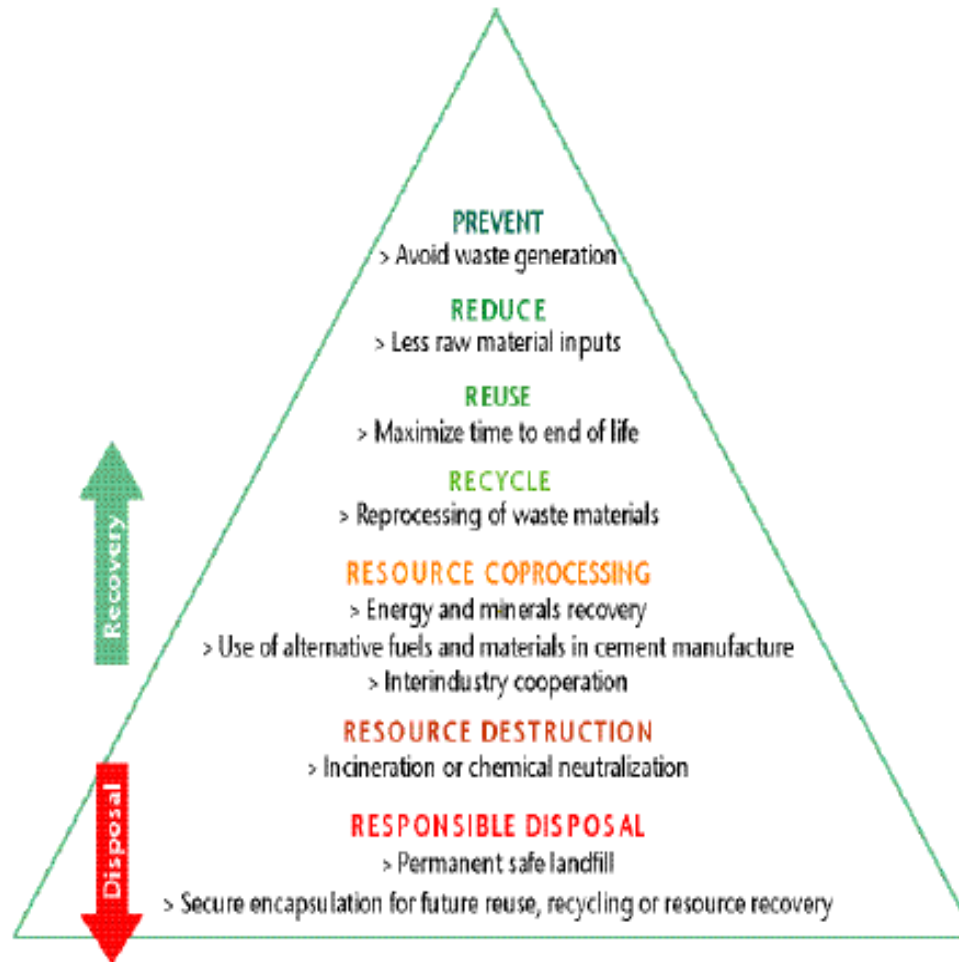 PREVENT
> Avoid waste generation
REDUCE
> Less raw material inputs
REUSE
> Maximize time to end of life
RECYCLE
> Reprocessing of waste materials
RESOURCE COPROCESSING
> Energy and minerals recovery
> Use of alternative fuels and materials in cement manufacture
> Interindustry cooperation
RESOURCE DESTRUCTION
> Incineration or chemical neutralization
RESPONSIBLE DISPOSAL
> Permanent safe landfill
> Secure encapsulation for future reuse, recycling or resource recovery
Recovery
Disposal